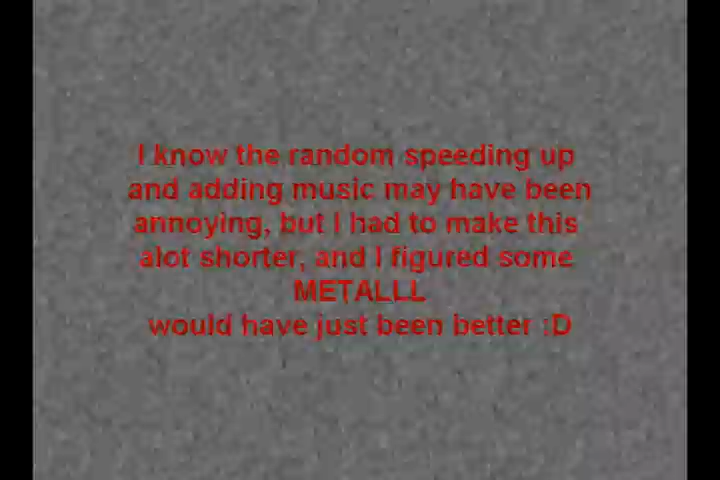 I know the random speeding up
and adding music may have been
annoying, but I had to make this
alot shorter, and I figured some
METALLL
would have just been better :D